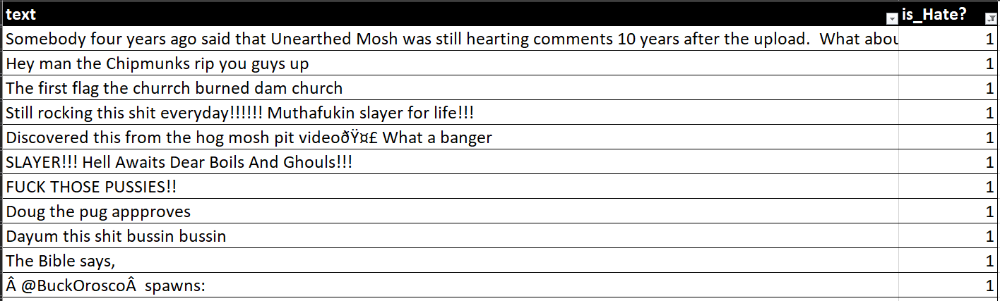 text is_Hate?
Somebody four years ago said that Unearthed Mosh was still hearting comments 10 years after the upload.  What abou 1
Hey man the Chipmunks rip you guys up 1
The first flag the churrch burned dam church 1
Still rocking this shit everyday!!!!!! Muthafukin slayer for life!!! 1
Discovered this from the hog mosh pit videoðŸ¤£ What a banger 1
SLAYER!!! Hell Awaits Dear Boils And Ghouls!!! 1
FUCK THOSE PUSSIES!! 1
Doug the pug appproves 1
Dayum this shit bussin bussin 1
The Bible says, 1
Â @BuckOroscoÂ  spawns: 1